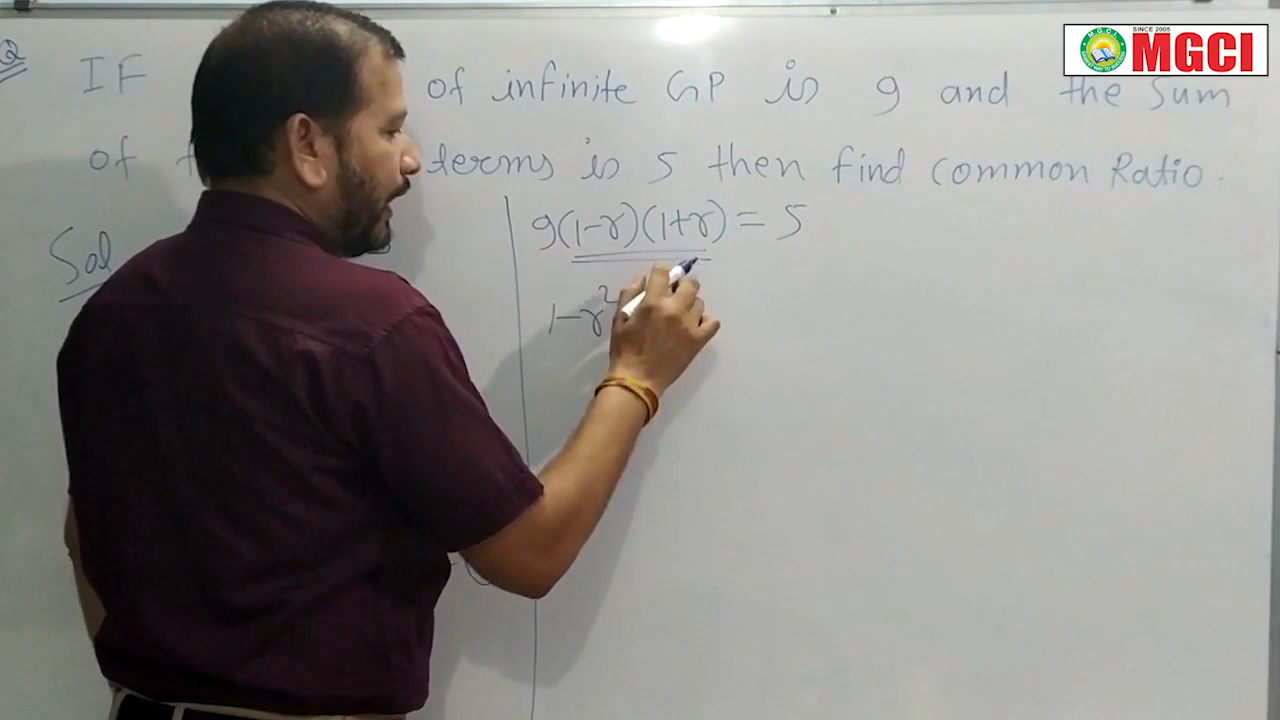 Q IF of infinite GP is 9 and the Sum
of terms is 5 then find common Ratio.
Sol
9(1-r)(1+r) = 5
1-r²
SINCE 2005
M.G.C.I.
MGCI